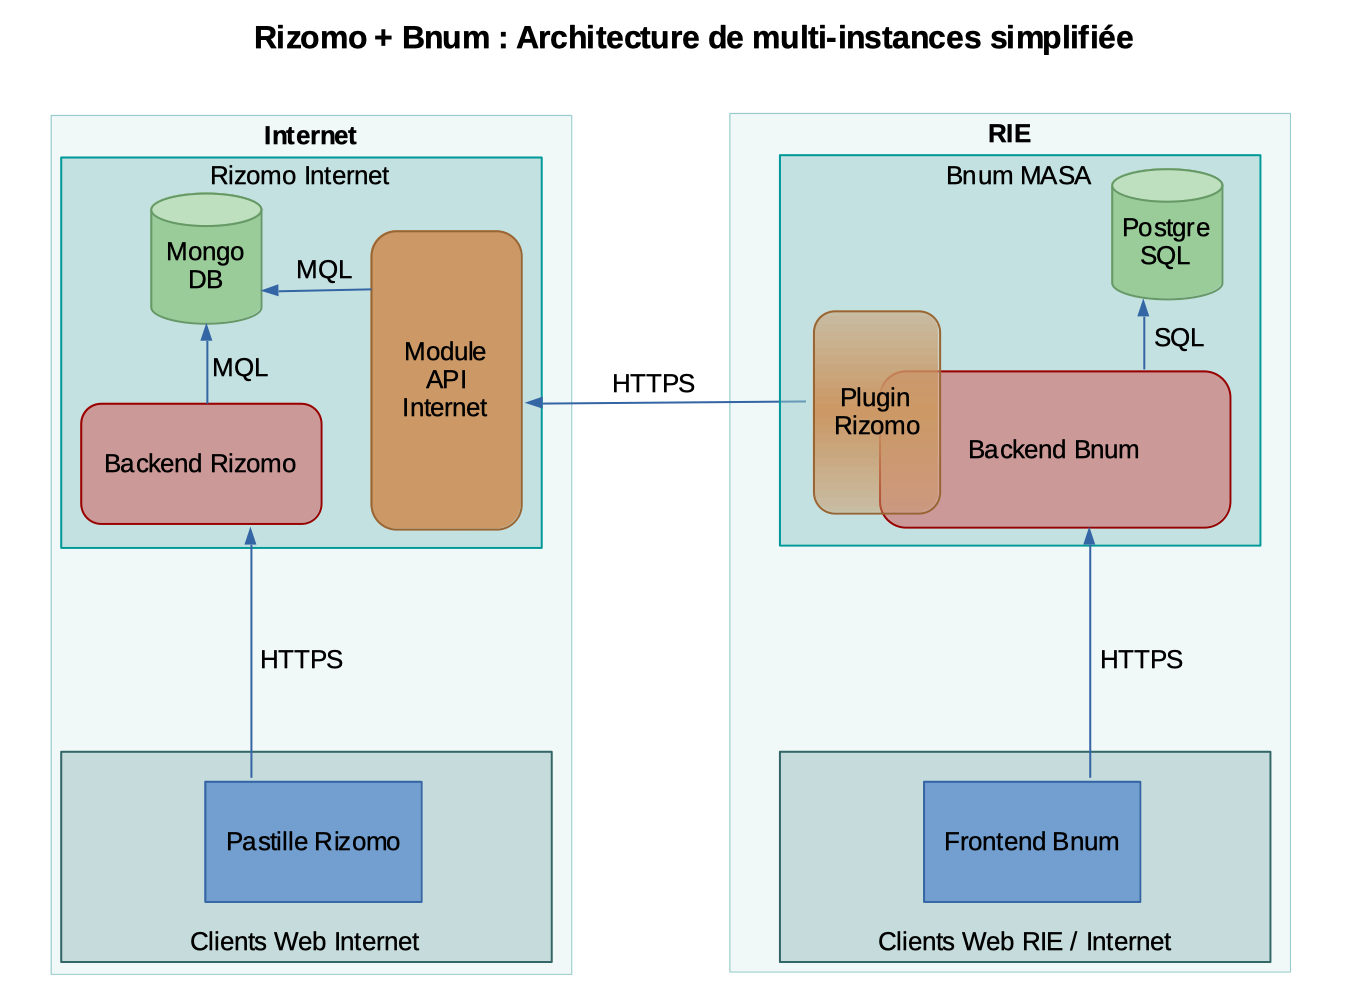 Rizomo + Bnum : Architecture de multi-instances simplifiée
Internet
Rizomo Internet
Mongo
DB
MQL
MQL
Module
API
Internet
Backend Rizomo
HTTPS
Pastille Rizomo
Clients Web Internet
HTTPS
RIE
Bnum MASA
Postgre
SQL
SQL
Plugin
Rizomo
Backend Bnum
HTTPS
Frontend Bnum
Clients Web RIE / Internet